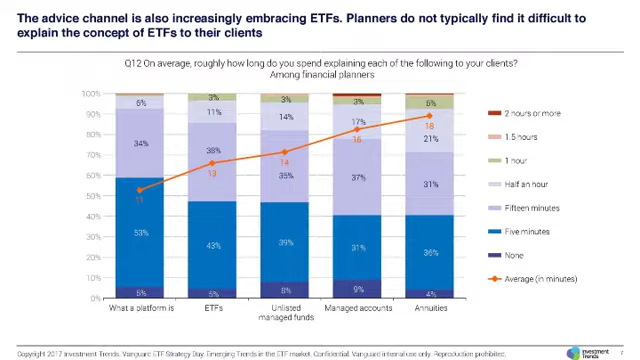 The advice channel is also increasingly embracing ETFs. Planners do not typically find it difficult to
explain the concept of ETFs to their clients
Q12 On average, roughly how long do you spend explaining each of the following to your clients?
Among financial planners
100%
90%
80%
70%
60%
50%
40%
30%
20%
10%
0%
6%
34%
53%
5%
11
3%
11%
38%
43%
5%
13
3%
14%
35%
39%
8%
14
3%
17%
37%
31%
9%
16
6%
21%
31%
36%
4%
18
What a platform is
ETFs
Unlisted
managed funds
Managed accounts
Annuities
2 hours or more
1.5 hours
1 hour
Half an hour
Fifteen minutes
Five minutes
None
Average (in minutes)
Copyright 2017 Investment Trends, Vanguard ETF Strategy Day. Emerging Trends in the ETF market. Confidential. Vanguard internal use only. Reproduction prohibited.
Investment
Trends